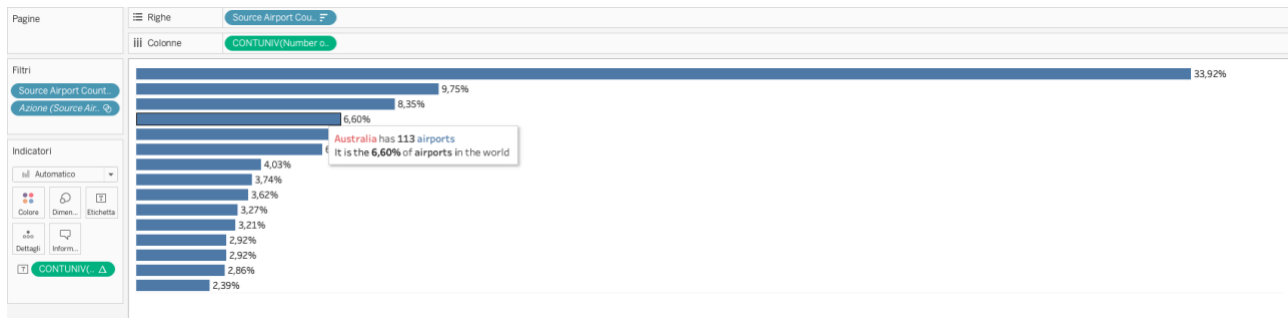 Pagine
Righe
Source Airport Cou..
iii Colonne
CONTUNIV(Number o..
Filtri
Source Airport Count..
Azione (Source Air..
Indicatori
Automatico
Colore
Dimen...
Etichetta
Dettagli
Inform...
CONTUNIV(..
33,92%
9,75%
8,35%
6,60%
Australia has 113 airports
It is the 6,60% of airports in the world
4,03%
3,74%
3,62%
3,27%
3,21%
2,92%
2,92%
2,86%
2,39%